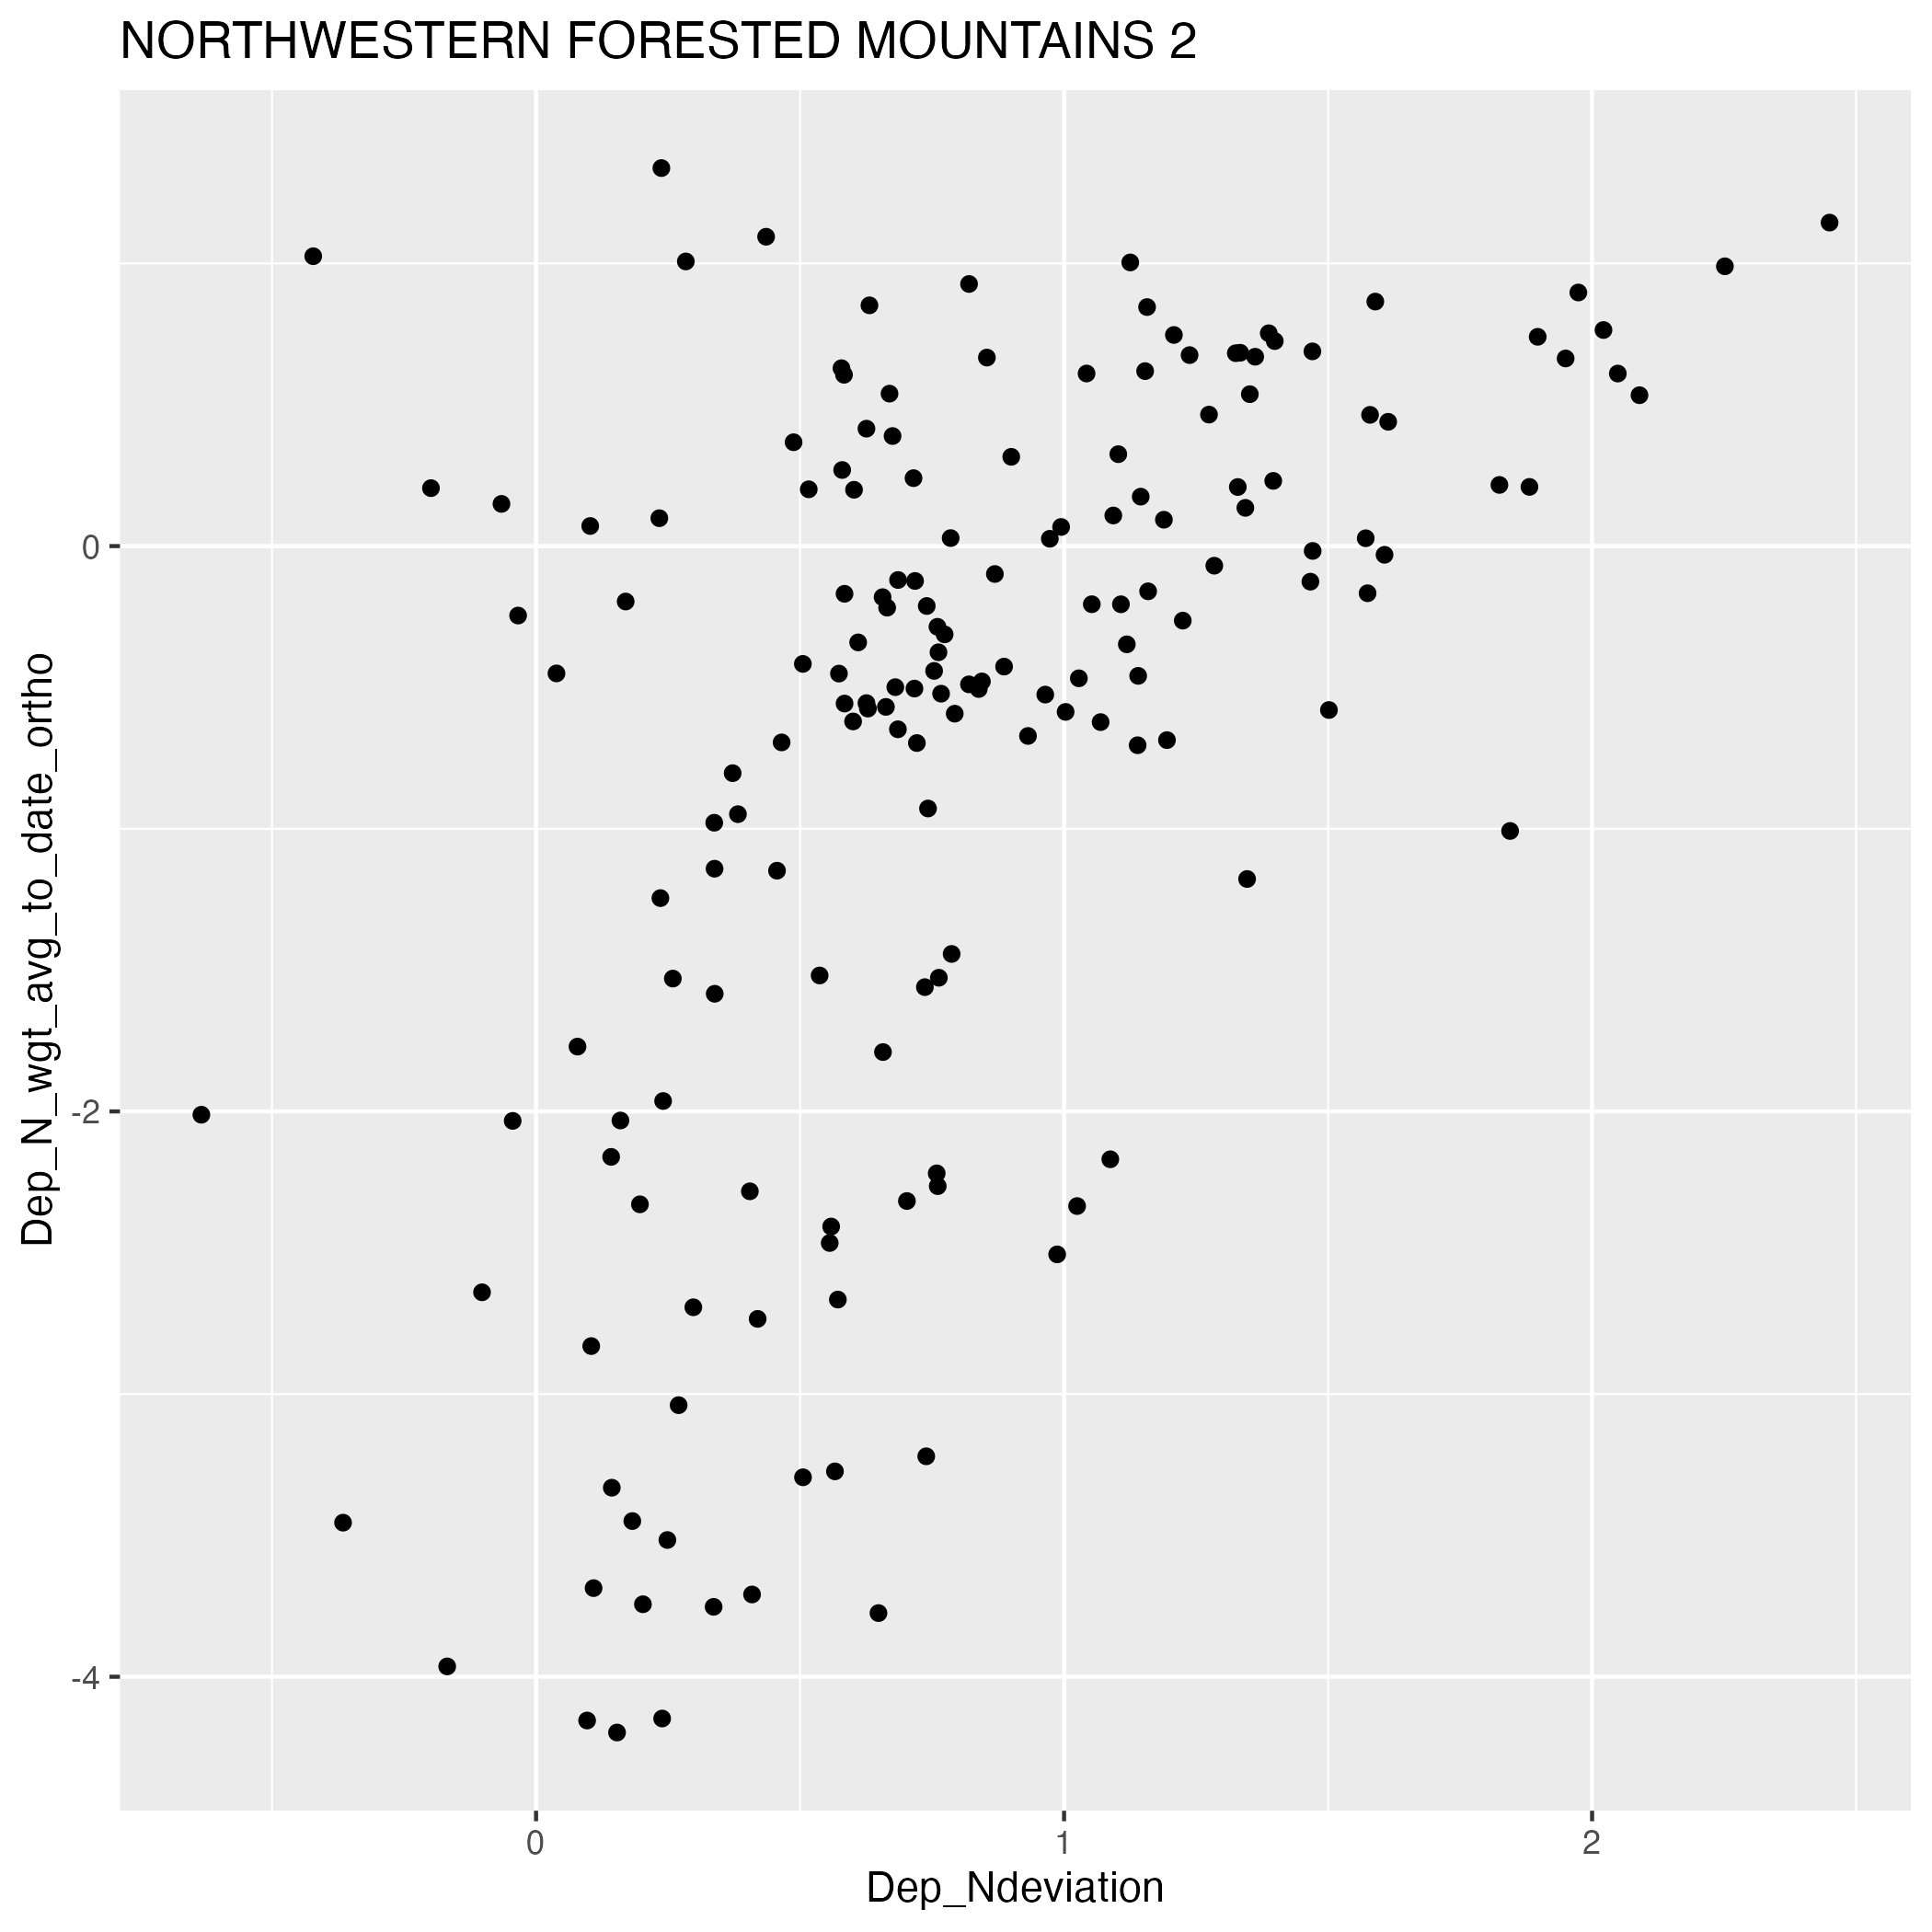 NORTHWESTERN FORESTED MOUNTAINS 2
Dep_N_wgt_avg_to_date_ortho
0
-2
-4
0
1
2
Dep_Ndeviation